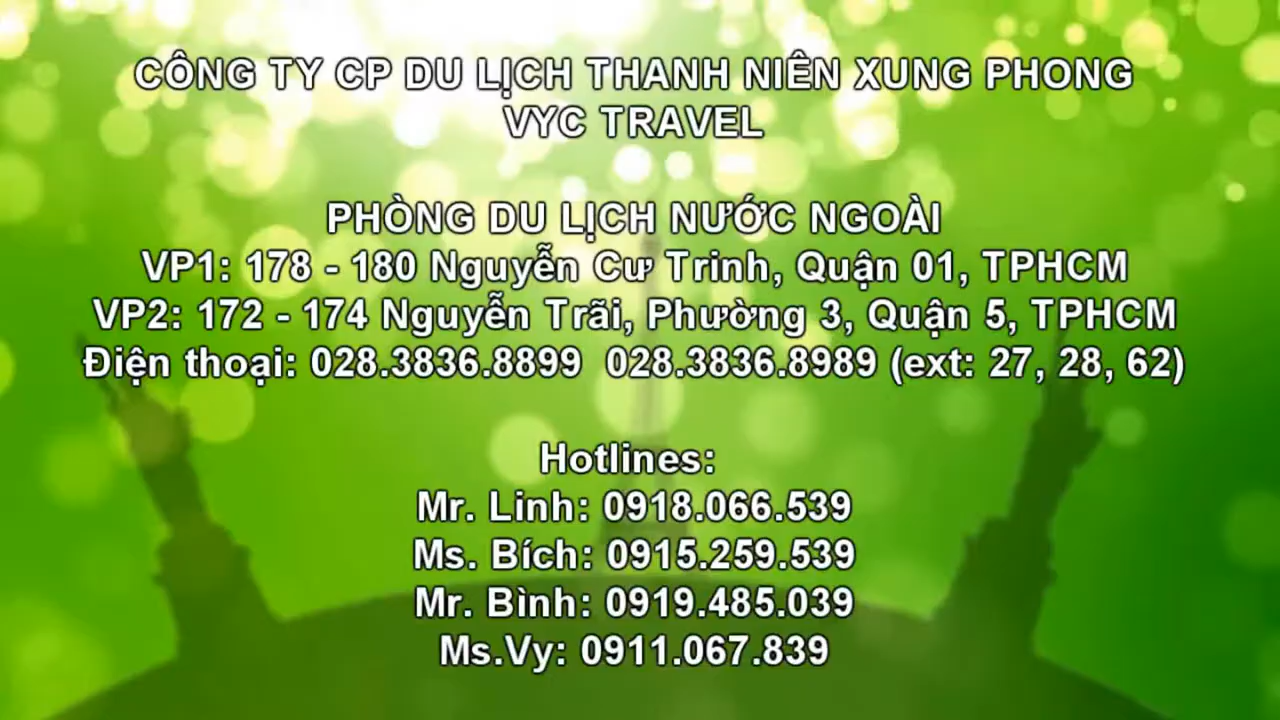 CÔNG TY CP DU LỊCH THANH NIÊN XUNG PHONG
VYC TRAVEL
PHÒNG DU LỊCH NƯỚC NGOÀI
VP1: 178 - 180 Nguyễn Cư Trinh, Quận 01, TPHCM
VP2: 172 - 174 Nguyễn Trãi, Phường 3, Quận 5, TPHCM
Điện thoại: 028.3836.8899  028.3836.8989 (ext: 27, 28, 62)
Hotlines:
Mr. Linh: 0918.066.539
Ms. Bích: 0915.259.539
Mr. Bình: 0919.485.039
Ms.Vy: 0911.067.839